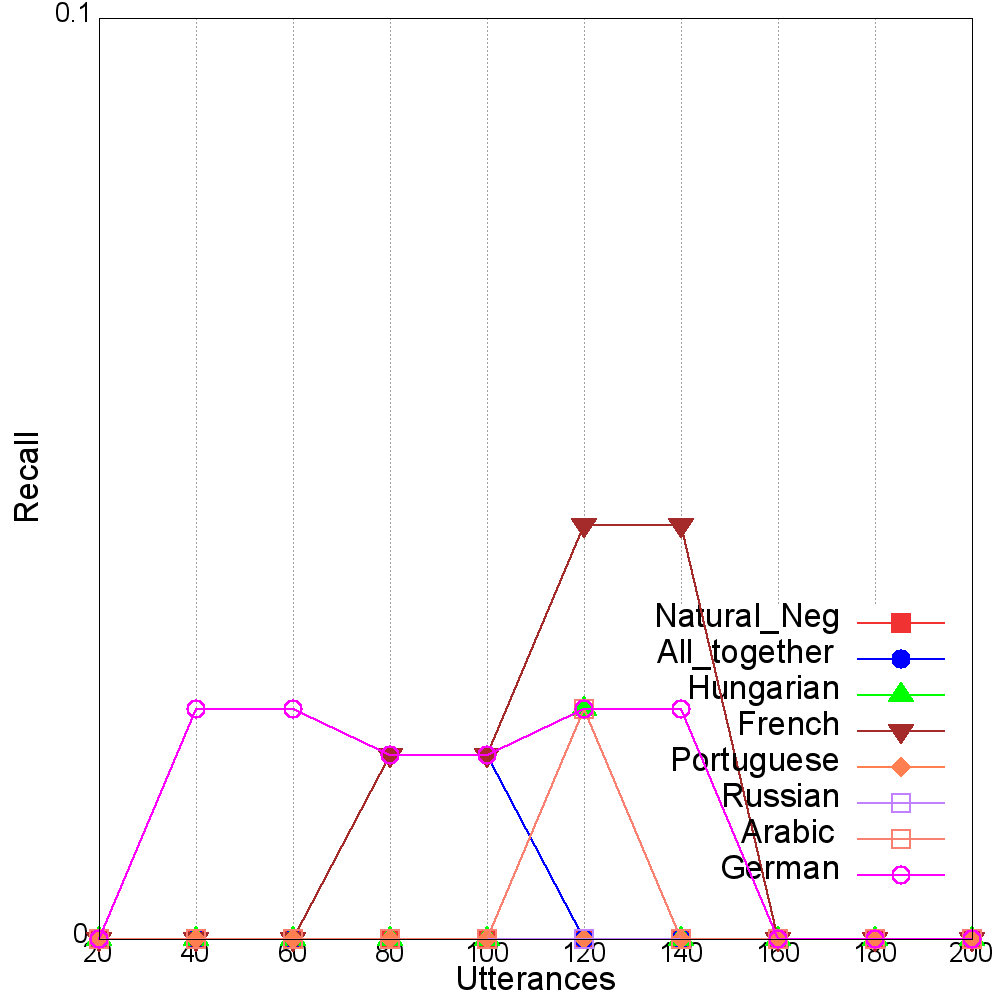 0.1
Recall
Natural_Neg
All_together
Hungarian
French
Portuguese
Russian
Arabic
German
0
20 40 60 80 100 120 140 160 180 200
Utterances